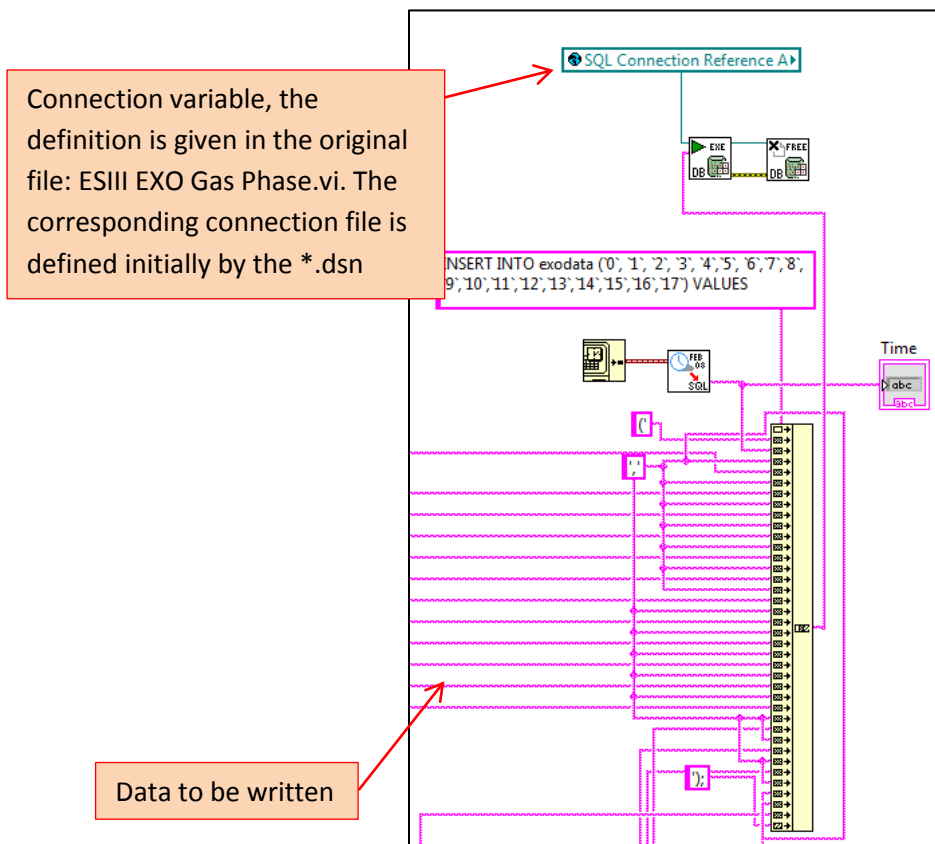 SQL Connection Reference A
Connection variable, the
definition is given in the original
file: ESIII EXO Gas Phase.vi. The
corresponding connection file is
defined initially by the *.dsn
EXE
DB
FREE
DB
NSERT INTO exodata (`0`, `1`, `2`, `3`, `4`,`5`, `6`,`7`,`8`,
9`,`10`,`11`,`12`,`13`,`14`,`15`,`16`,`17`) VALUES
FEB
08
SQL
Time
abc
abc
('
','
Data to be written
');